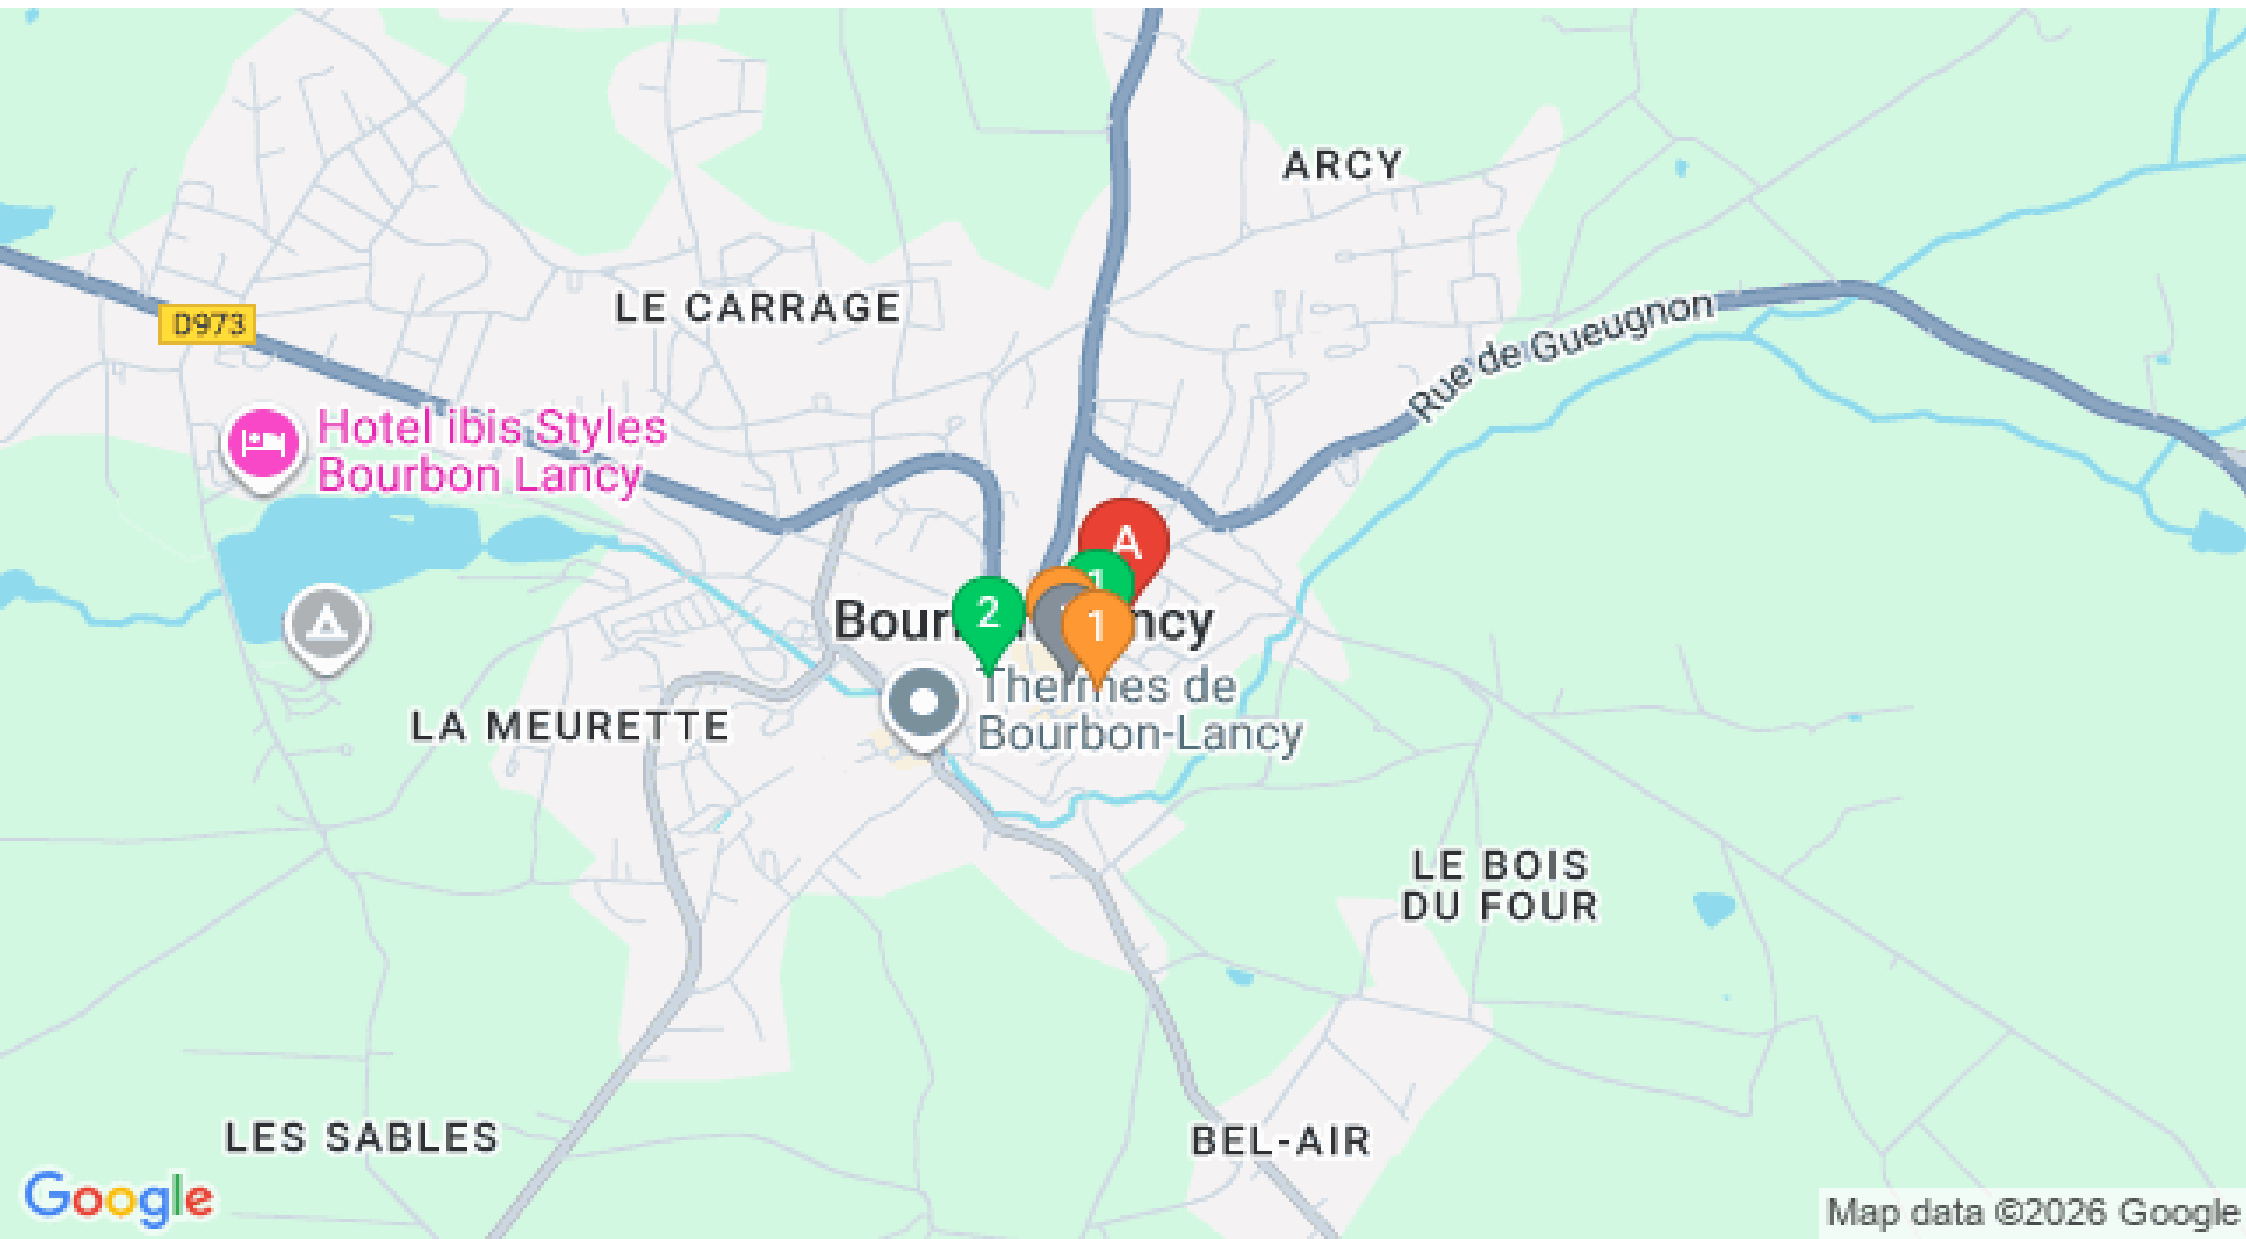 ARCY
LE CARRAGE
D973
Rue de Gueugnon
Hotel ibis Styles
Bourbon Lancy
A
1
2
1
Thermes de
Bourbon-Lancy
LA MEURETTE
LE BOIS
DU FOUR
LES SABLES
BEL-AIR
Google
Map data ©2026 Google